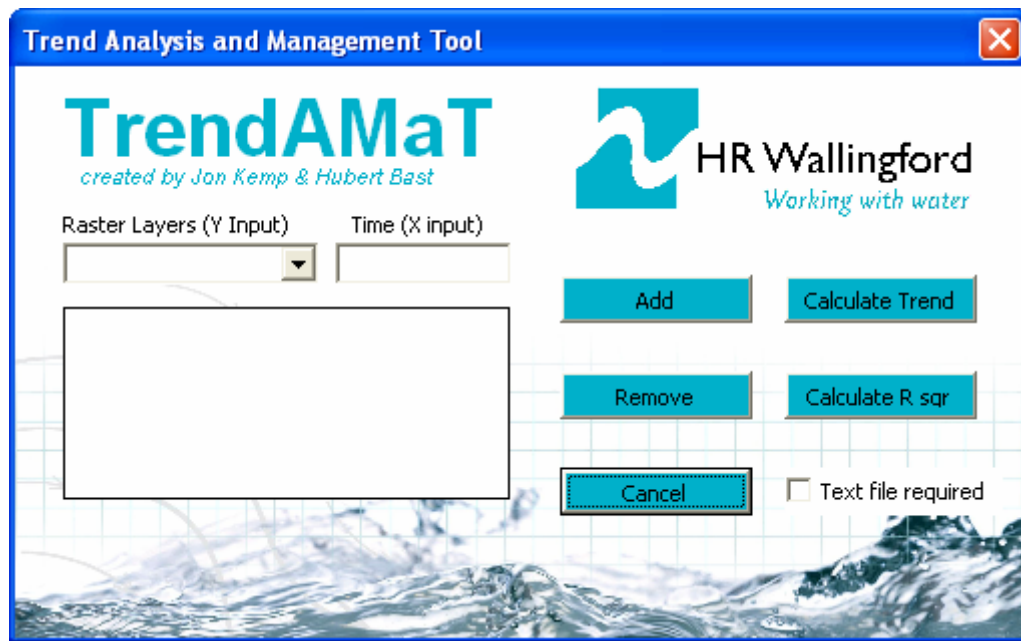 Trend Analysis and Management Tool
TrendAMaT
created by Jon Kemp & Hubert Bast
HR Wallingford
Working with water
Raster Layers (Y Input)
Time (X input)
Add
Calculate Trend
Remove
Calculate R sqr
Cancel
Text file required